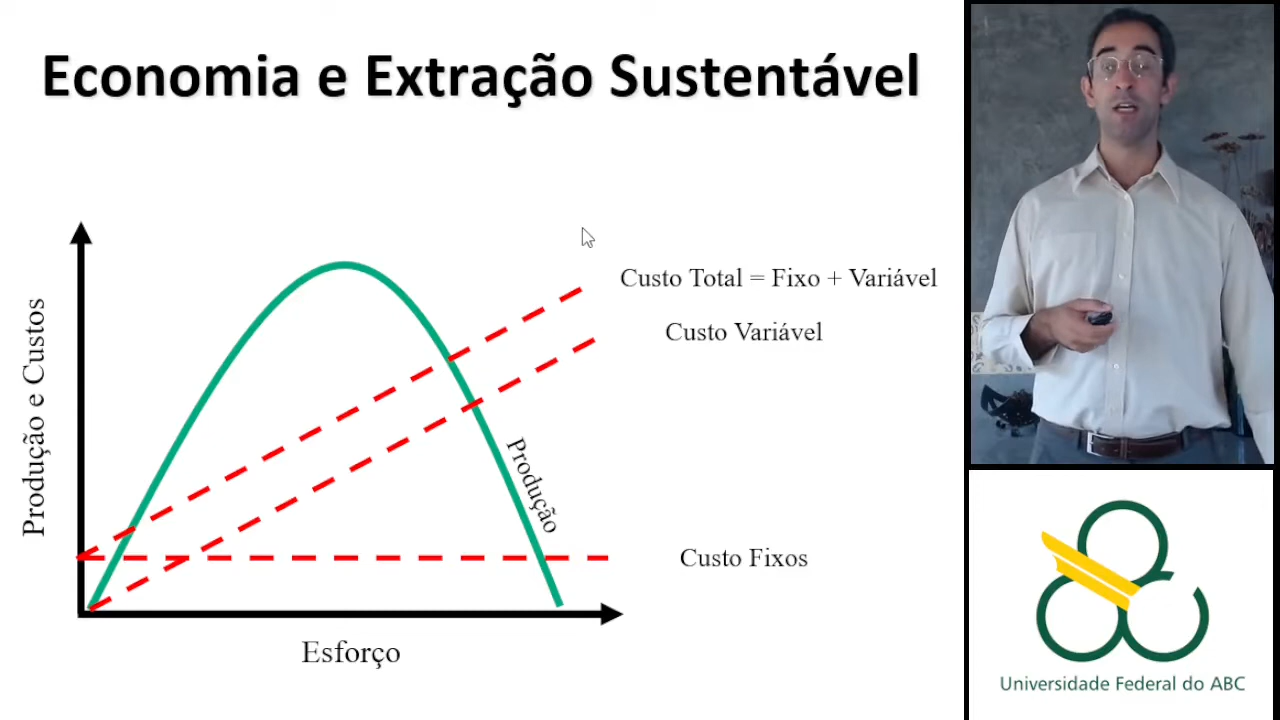 Economia e Extração Sustentável
Produção e Custos
Custo Total = Fixo + Variável
Custo Variável
Produção
Custo Fixos
Esforço
Universidade Federal do ABC